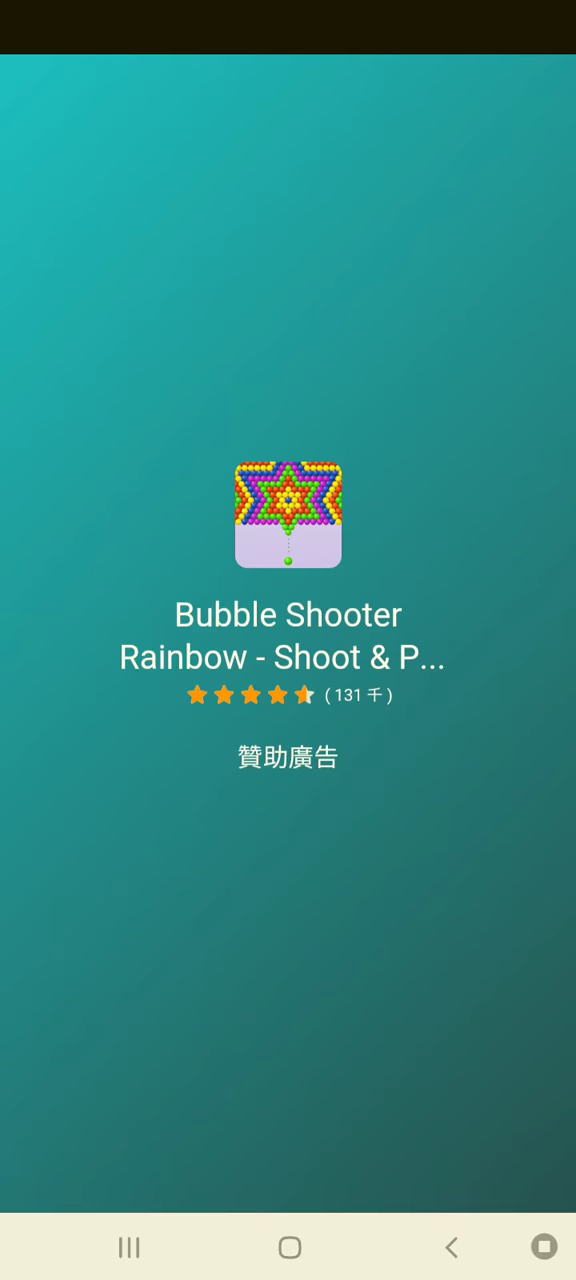 Bubble Shooter
Rainbow - Shoot & P...
( 131 千 )
贊助廣告